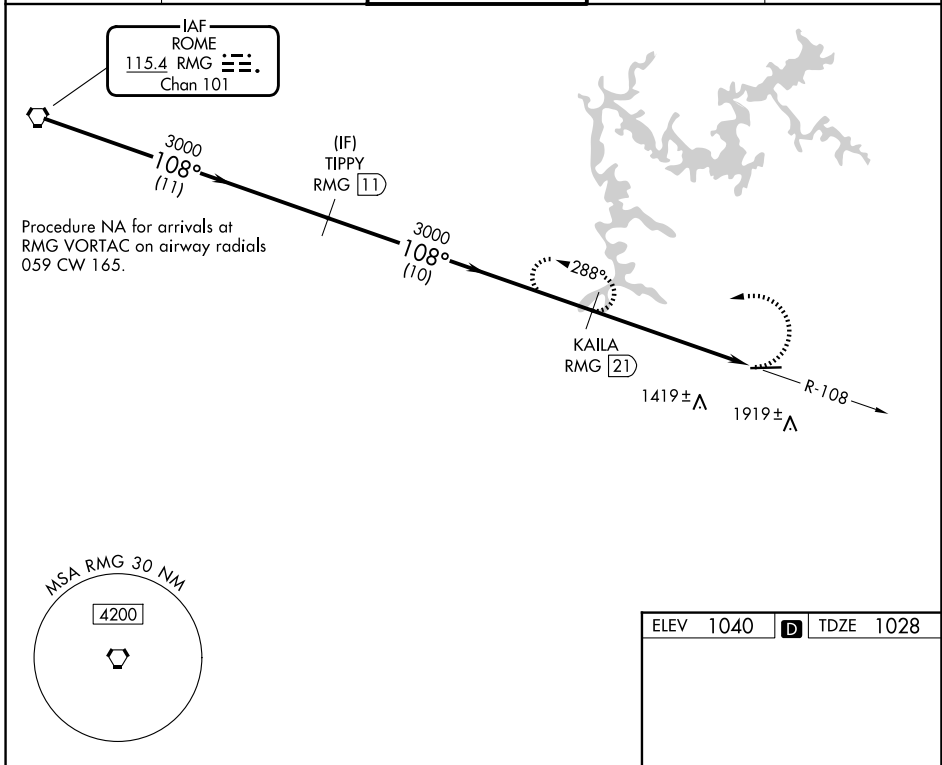 IAF
ROME
115.4 RMG
Chan 101
3000
108°
(11)
(IF)
TIPPY
RMG 11
Procedure NA for arrivals at
RMG VORTAC on airway radials
059 CW 165.
3000
108°
(10)
288°
KAILA
RMG 21
1419±
1919±
R-108
MSA RMG 30 NM
4200
ELEV 1040 D TDZE 1028